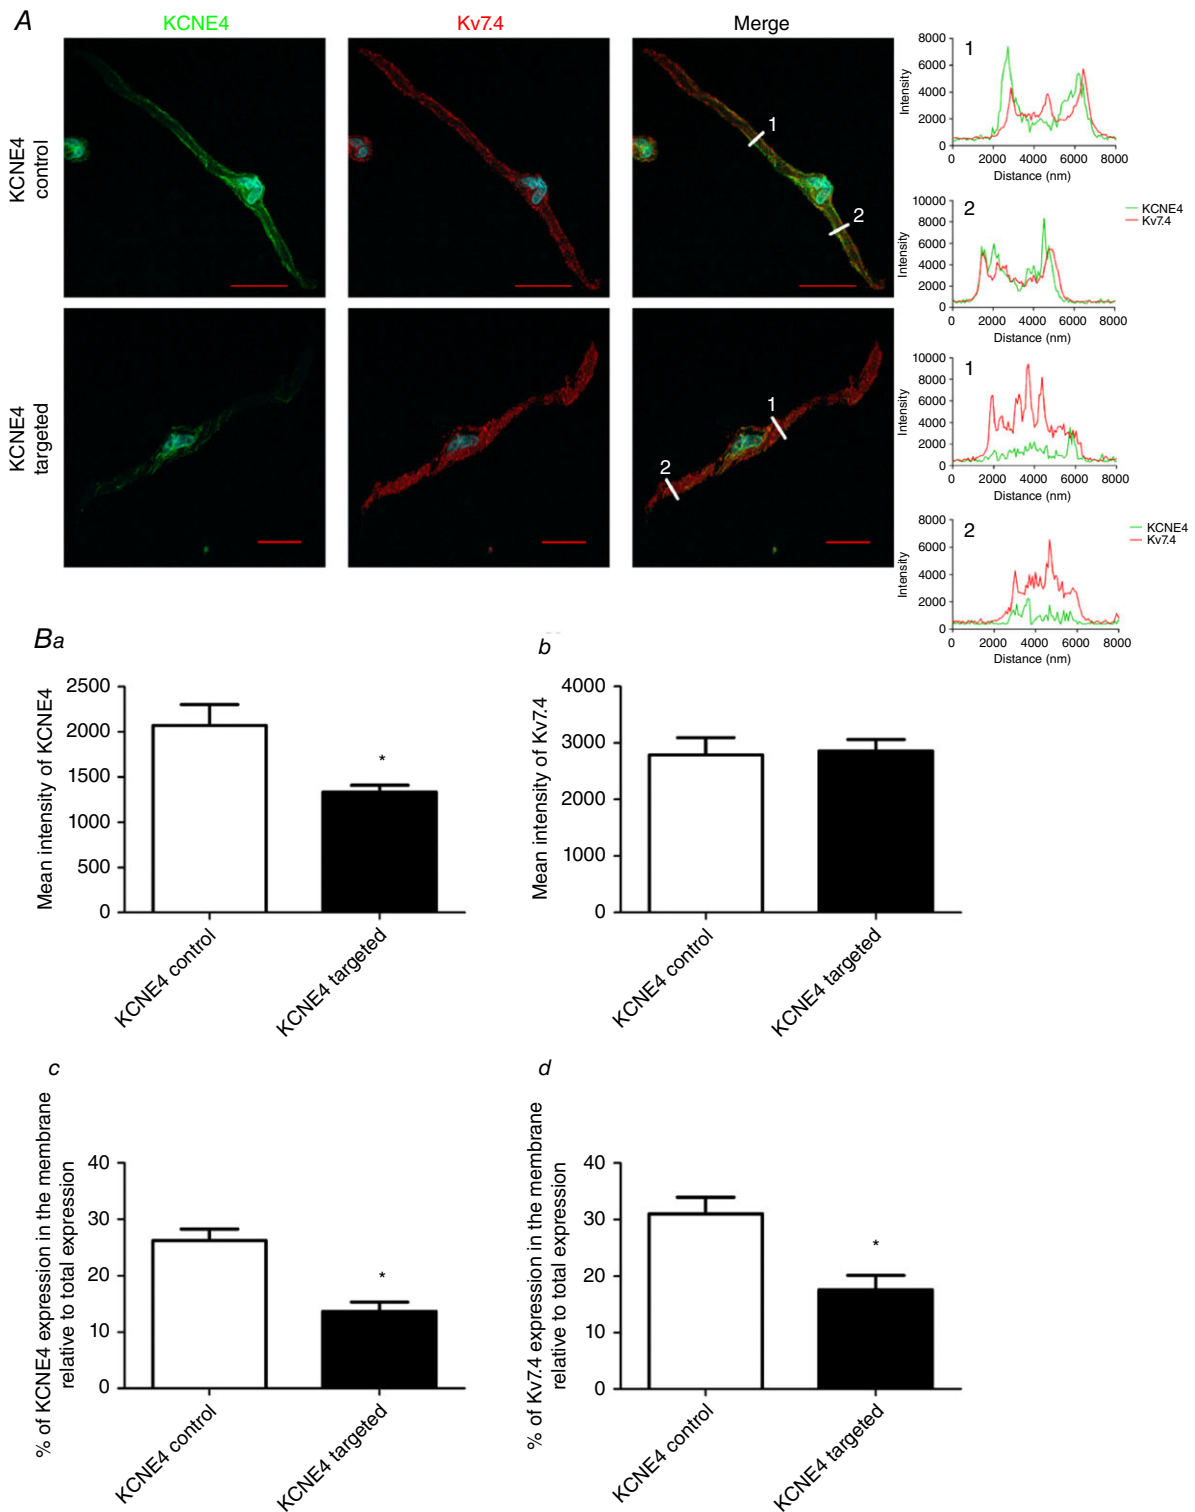 A
KCNE4
Kv7.4
Merge
KCNE4
control
1
2
1
8000
6000
4000
2000
0
Intensity
0 2000 4000 6000 8000
Distance (nm)
2
10000
8000
6000
4000
2000
0
Intensity
0 2000 4000 6000 8000
Distance (nm)
KCNE4
Kv7.4
KCNE4
targeted
1
2
1
10000
8000
6000
4000
2000
0
Intensity
0 2000 4000 6000 8000
Distance (nm)
2
8000
6000
4000
2000
0
Intensity
0 2000 4000 6000 8000
Distance (nm)
KCNE4
Kv7.4
Ba
Mean intensity of KCNE4
2500
2000
1500
1000
500
0
*
KCNE4 control
KCNE4 targeted
b
Mean intensity of Kv7.4
4000
3000
2000
1000
0
KCNE4 control
KCNE4 targeted
c
% of KCNE4 expression in the membrane
relative to total expression
40
30
20
10
0
*
KCNE4 control
KCNE4 targeted
d
% of Kv7.4 expression in the membrane
relative to total expression
40
30
20
10
0
*
KCNE4 control
KCNE4 targeted